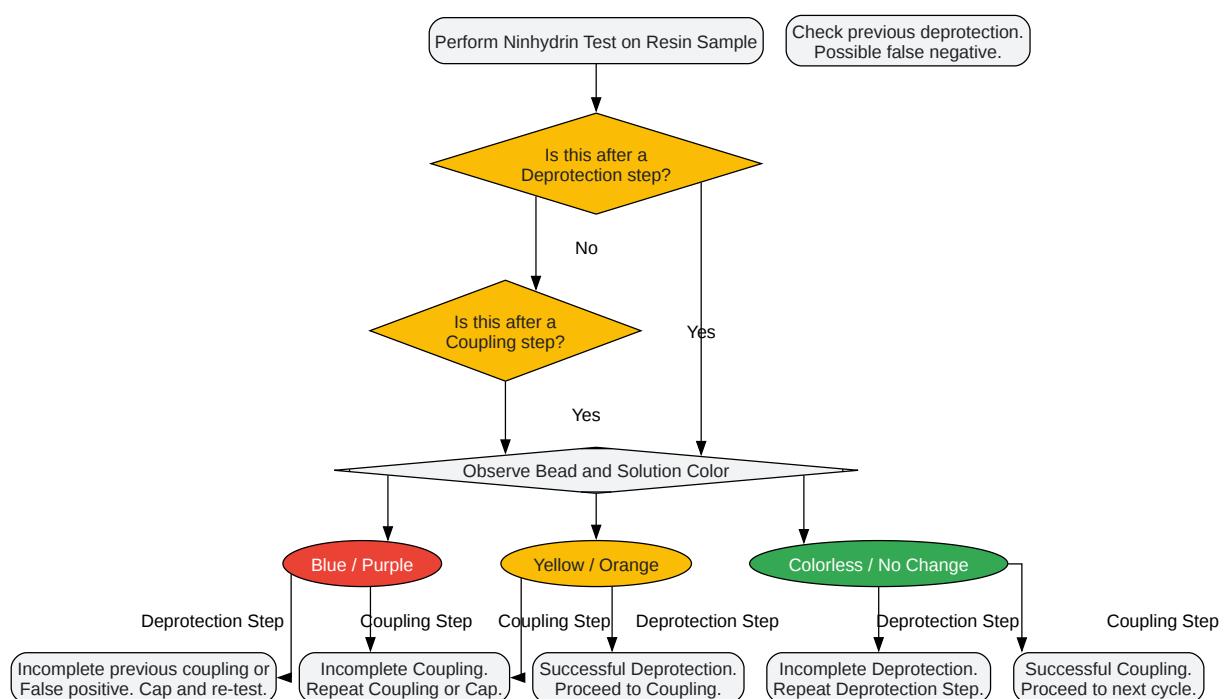 Perform Ninhydrin Test on Resin Sample
Check previous deprotection.
Possible false negative.
Is this after a
Deprotection step?
No
Is this after a
Coupling step?
Yes
Yes
Observe Bead and Solution Color
Blue / Purple
Yellow / Orange
Colorless / No Change
Deprotection Step
Coupling Step
Coupling Step
Deprotection Step
Deprotection Step
Coupling Step
Incomplete previous coupling or
False positive. Cap and re-test.
Incomplete Coupling.
Repeat Coupling or Cap.
Successful Deprotection.
Proceed to Coupling.
Incomplete Deprotection.
Repeat Deprotection Step.
Successful Coupling.
Proceed to next cycle.